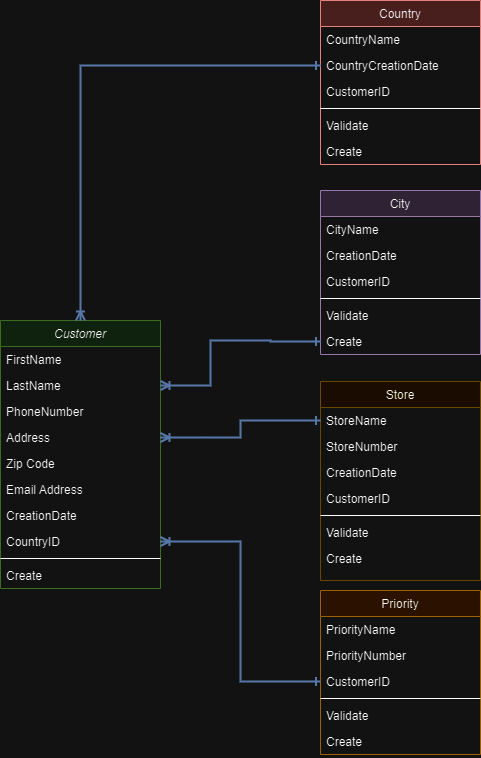 Country
CountryName
CountryCreationDate
CustomerID
Validate
Create
City
CityName
CreationDate
CustomerID
Validate
Create
Customer
FirstName
LastName
PhoneNumber
Address
Zip Code
Email Address
CreationDate
CountryID
Create
Store
StoreName
StoreNumber
CreationDate
CustomerID
Validate
Create
Priority
PriorityName
PriorityNumber
CustomerID
Validate
Create